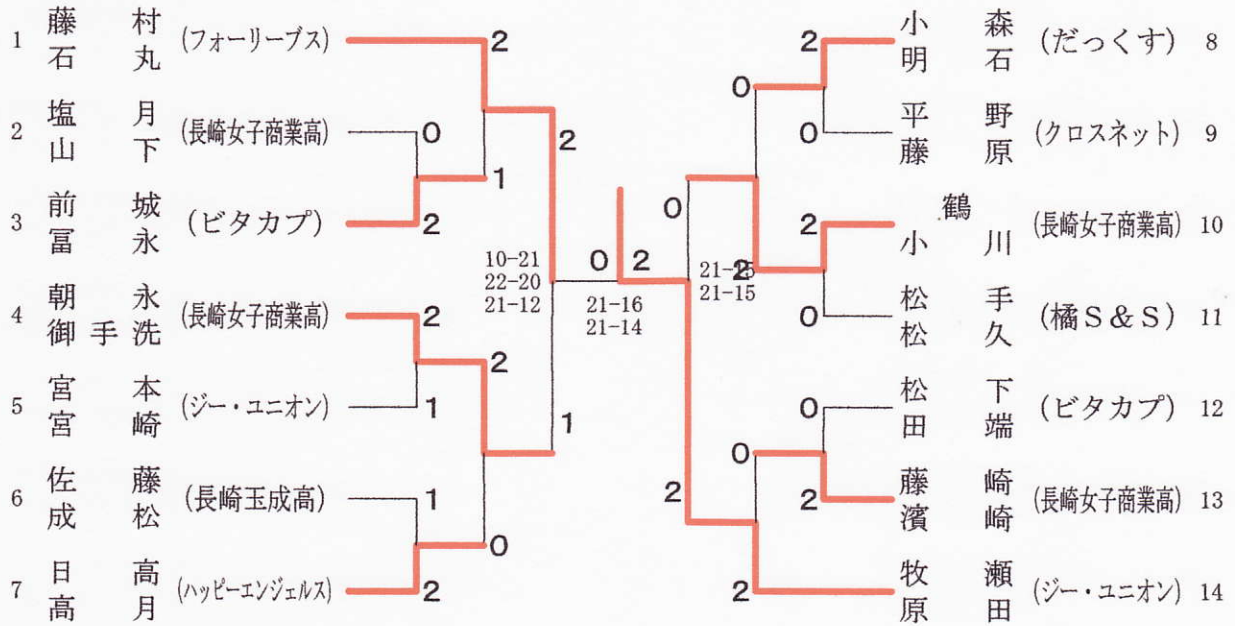 1 藤村 石丸 (フォーリーブス) 2
2 塩月 山下 (長崎女子商業高) 0
1
3 前城 冨永 (ビタカプ) 2
2
4 朝永 御手洗 (長崎女子商業高) 2
2
5 宮本 宮崎 (ジー・ユニオン) 1
1
6 佐藤 成松 (長崎玉成高) 1
0
7 日高 高月 (ハッピーエンジェルス) 2
10-21
22-20
21-12
0 2
21-16
21-14
2 小森 明石 (だっくす) 8
0
0 平野 藤原 (クロスネット) 9
0
2 鶴 小川 (長崎女子商業高) 10
2
21-15
0 松手 松久 (橘S&S) 11
0 松下 田端 (ビタカプ) 12
0
2
2 藤崎 濱崎 (長崎女子商業高) 13
2 牧瀬 原田 (ジー・ユニオン) 14